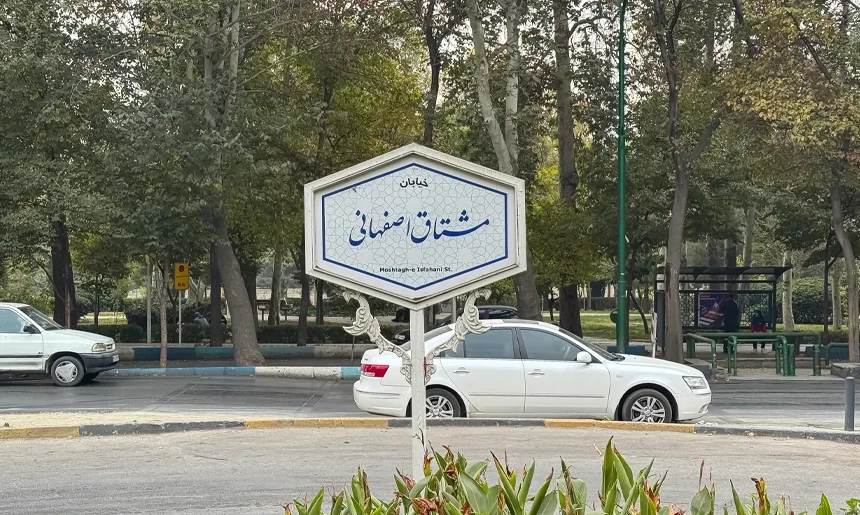 خیابان
مشتاق اصفهانی
Moshtagh-e Isfahani St.